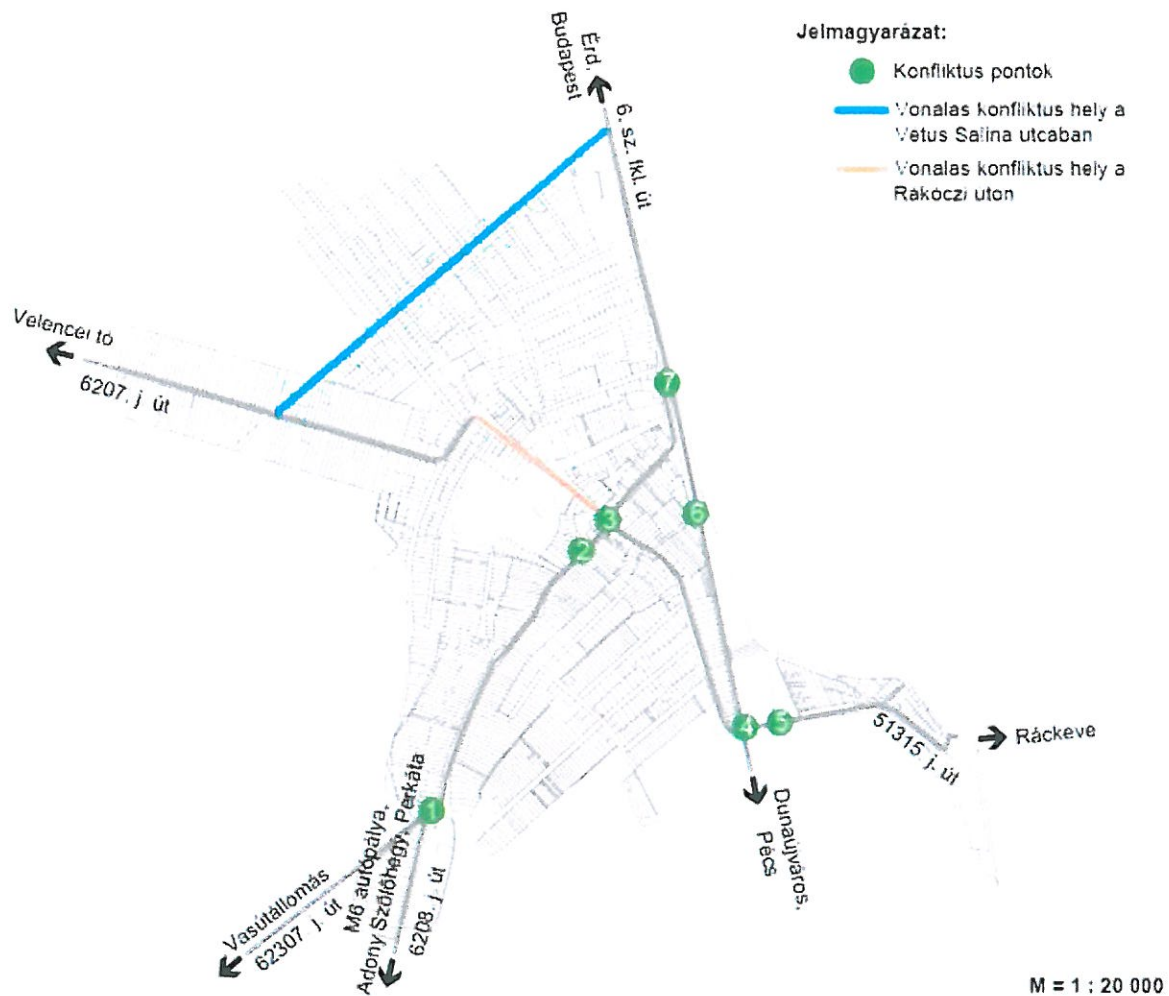 Jelmagyarázat:
Konfliktus pontok
Vonalas konfliktus hely a
Vetus Salina utcaban
Vonalas konfliktus hely a
Rakóczi uton
Érd,
Budapest
6. sz. fkl. út
Velencei tó
6207. j. út
7
3
6
2
4
5
51315. j. út
Ráckeve
Dunaújváros,
Pécs
1
Vasútállomás
62307 j. út
M6 autópálya,
Adony Szőlőhegy, Perkáta
6208. j. út
M = 1 : 20 000